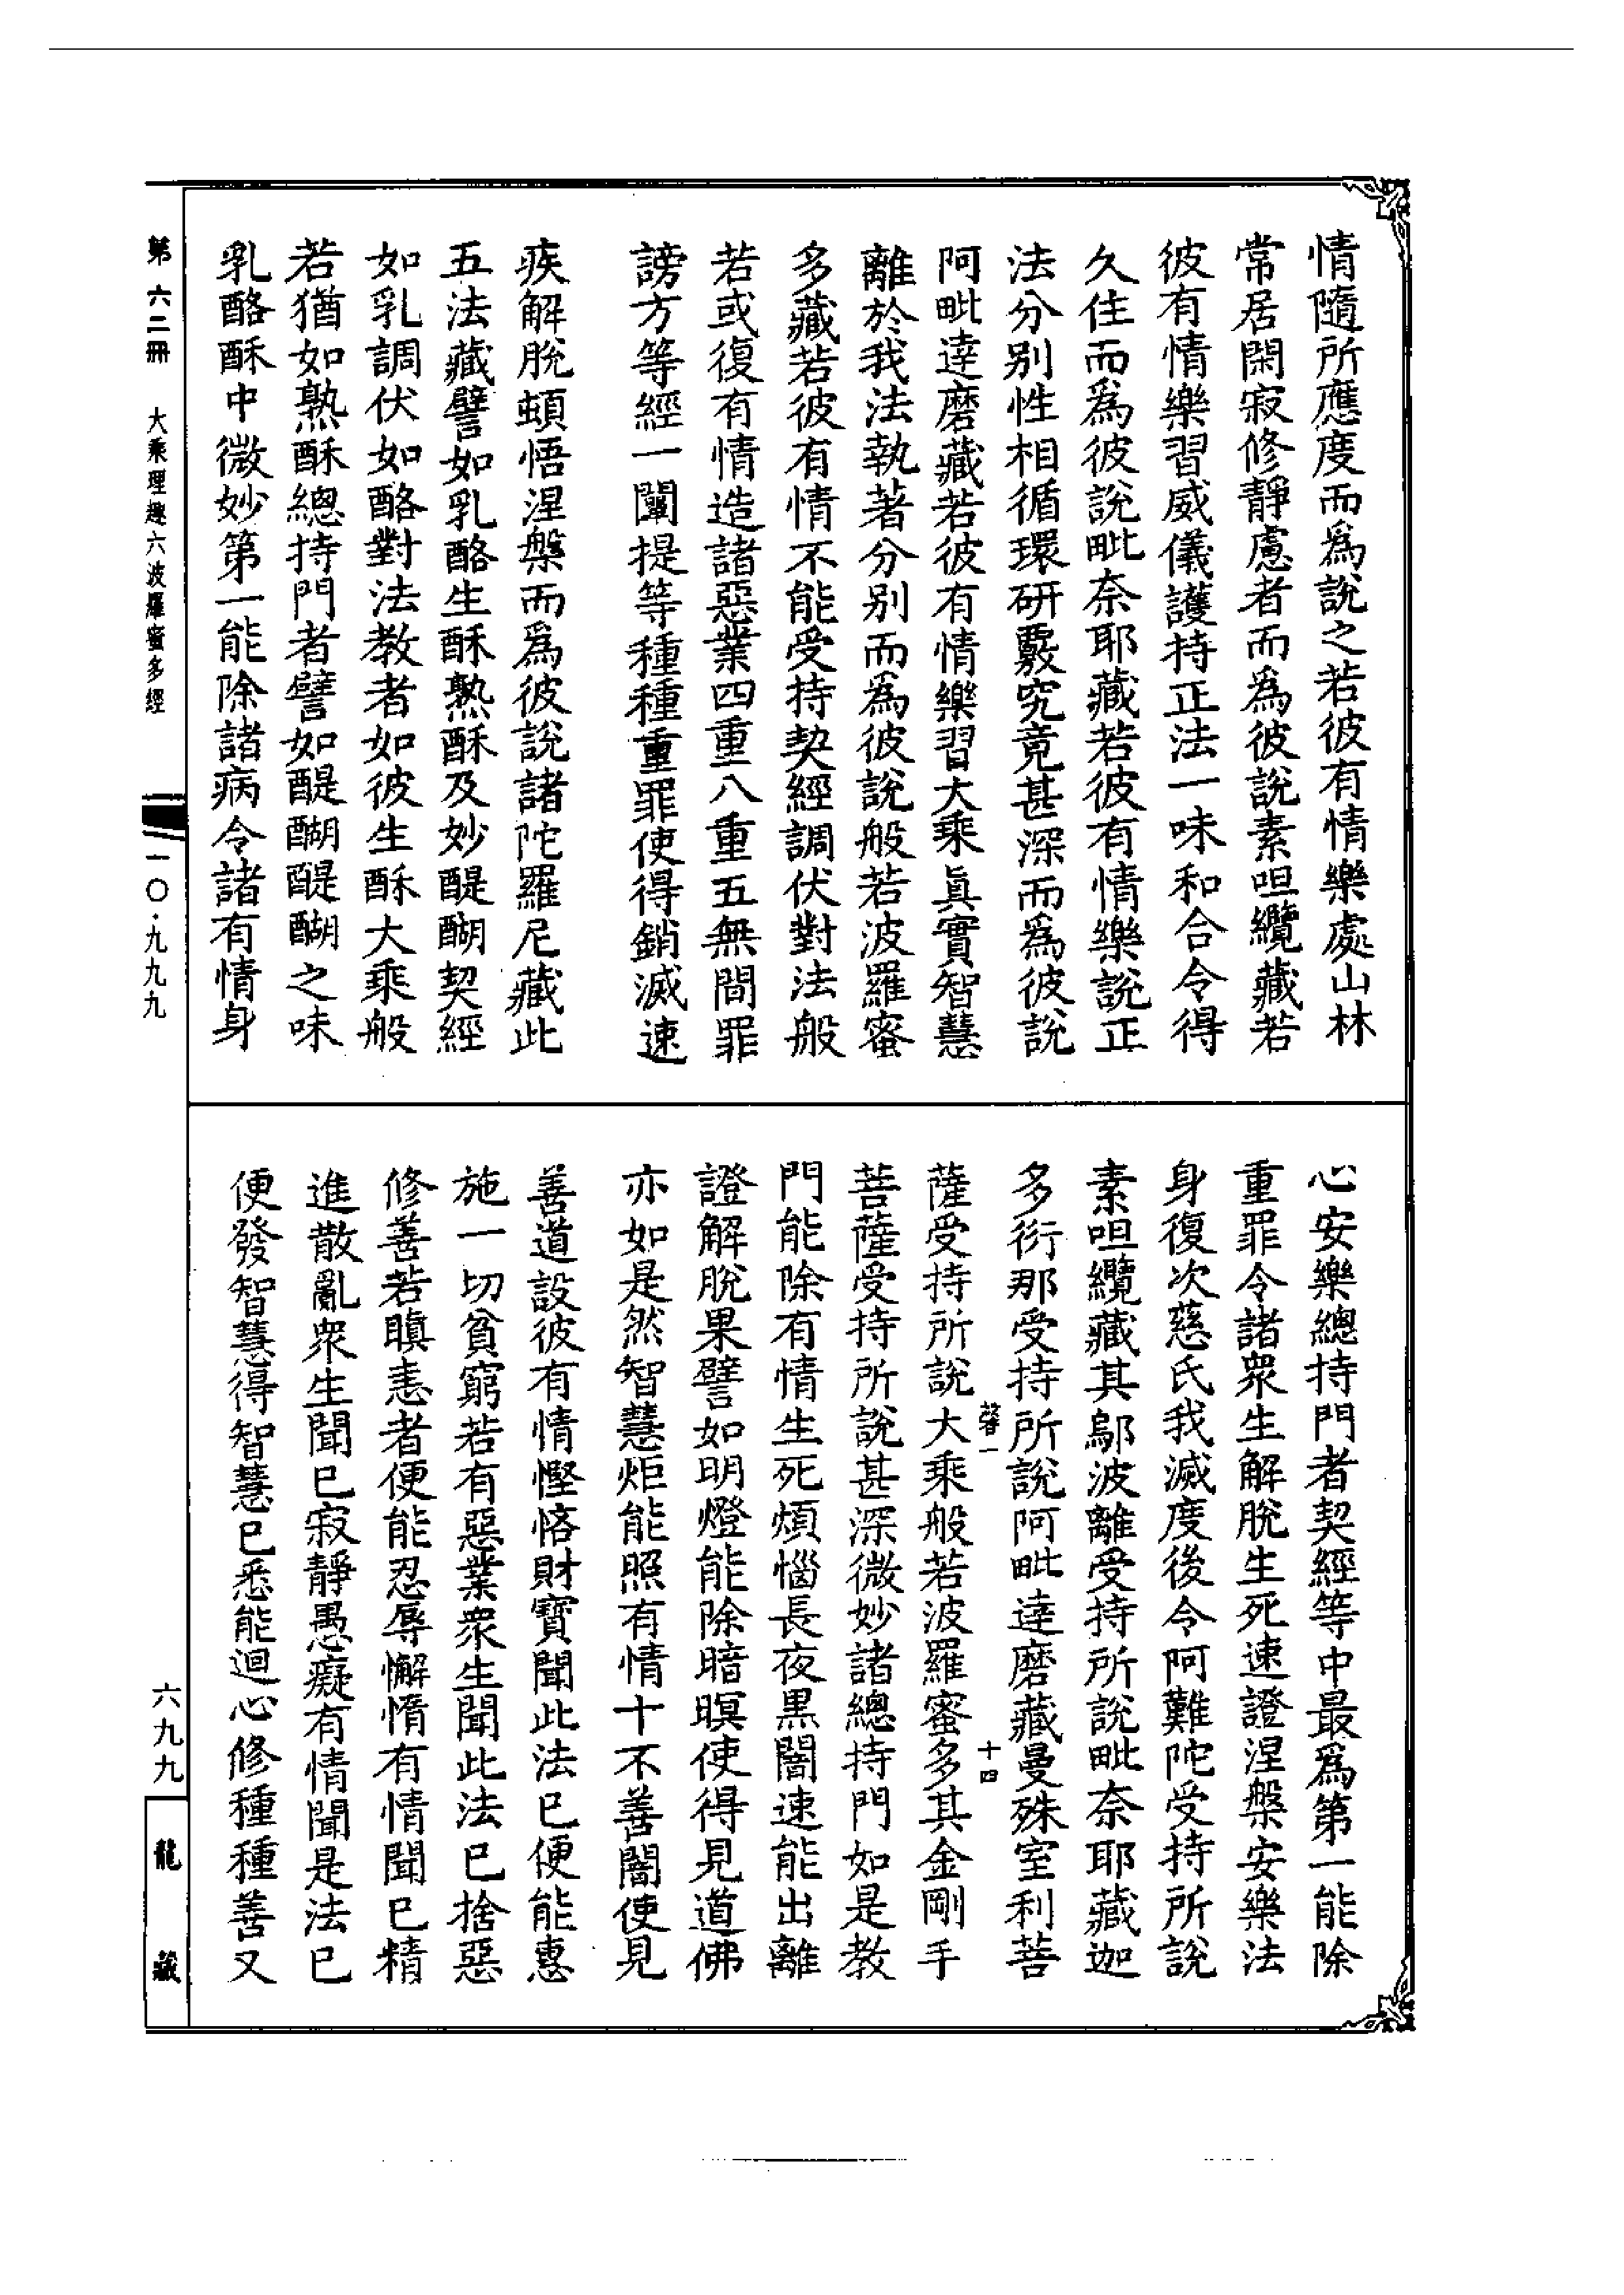 情隨所應度而爲説之若彼有情樂處山林
常居閑寂修靜慮者而爲彼説素呾纜藏若
彼有情樂習威儀護持正法一味和合令得
久住而爲彼説毗奈耶藏若彼有情樂説正
法分别性相循環研覈究竟甚深而爲彼説
阿毗達磨藏若彼有情樂習大乘真實智慧
離於我法執著分别而爲彼説般若波羅蜜
多藏若彼有情不能受持契經調伏對法般
若或復有情造諸惡業四重八重五無間罪
謗方等經一闡提等種種重罪使得銷滅速
疾解脱頓悟涅槃而爲彼説諸陀羅尼藏此
五法藏譬如乳酪生酥熟酥及妙醍醐契經
如乳調伏如酪對法教者如彼生酥大乘般
若猶如熟酥總持門者譬如醍醐醍醐之味
乳酪酥中微妙第一能除諸病令諸有情身
心安樂總持門者契經等中最爲第一能除
重罪令諸衆生解脱生死速證涅槃安樂法
身復次慈氏我滅度後令阿難陀受持所説
素呾纜藏其鄔波離受持所説毗奈耶藏迦
多衍那受持所説阿毗達磨藏曼殊室利菩
薩受持所説大乘般若波羅蜜多其金剛手
菩薩受持所説甚深微妙諸總持門如是教
門能除有情生死煩惱長夜黑闇速能出離
證解脱果譬如明燈能除暗暝使得見道佛
亦如是然智慧炬能照有情十不善闇使見
善道設彼有情慳悋財寶聞此法已便能惠
施一切貧窮若有惡業衆生聞此法已捨惡
修善若瞋恚者便能忍辱懈惰有情聞已精
進散亂衆生聞已寂靜愚癡有情聞是法已
便發智慧得智慧已悉能迴心修種種善又
十四
第六二冊 大乘理趣六波羅蜜多經
一〇·九九九
六九九
龍藏